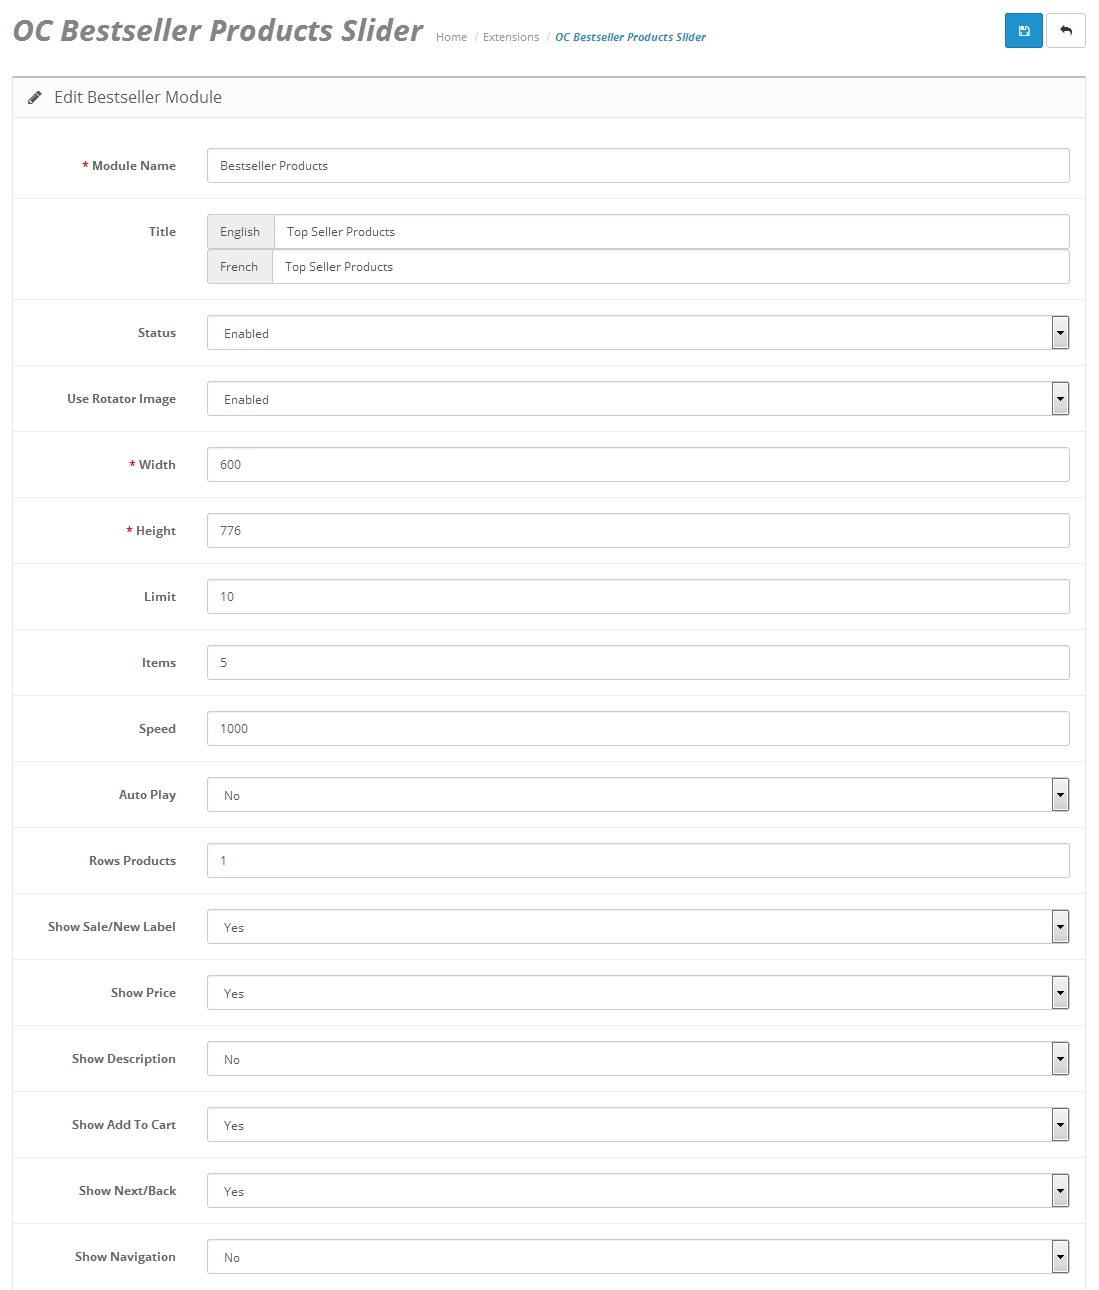 OC Bestseller Products Slider Home / Extensions / OC Bestseller Products Slider
Edit Bestseller Module
* Module Name Bestseller Products
Title English Top Seller Products
French Top Seller Products
Status Enabled
Use Rotator Image Enabled
* Width 600
* Height 776
Limit 10
Items 5
Speed 1000
Auto Play No
Rows Products 1
Show Sale/New Label Yes
Show Price Yes
Show Description No
Show Add To Cart Yes
Show Next/Back Yes
Show Navigation No